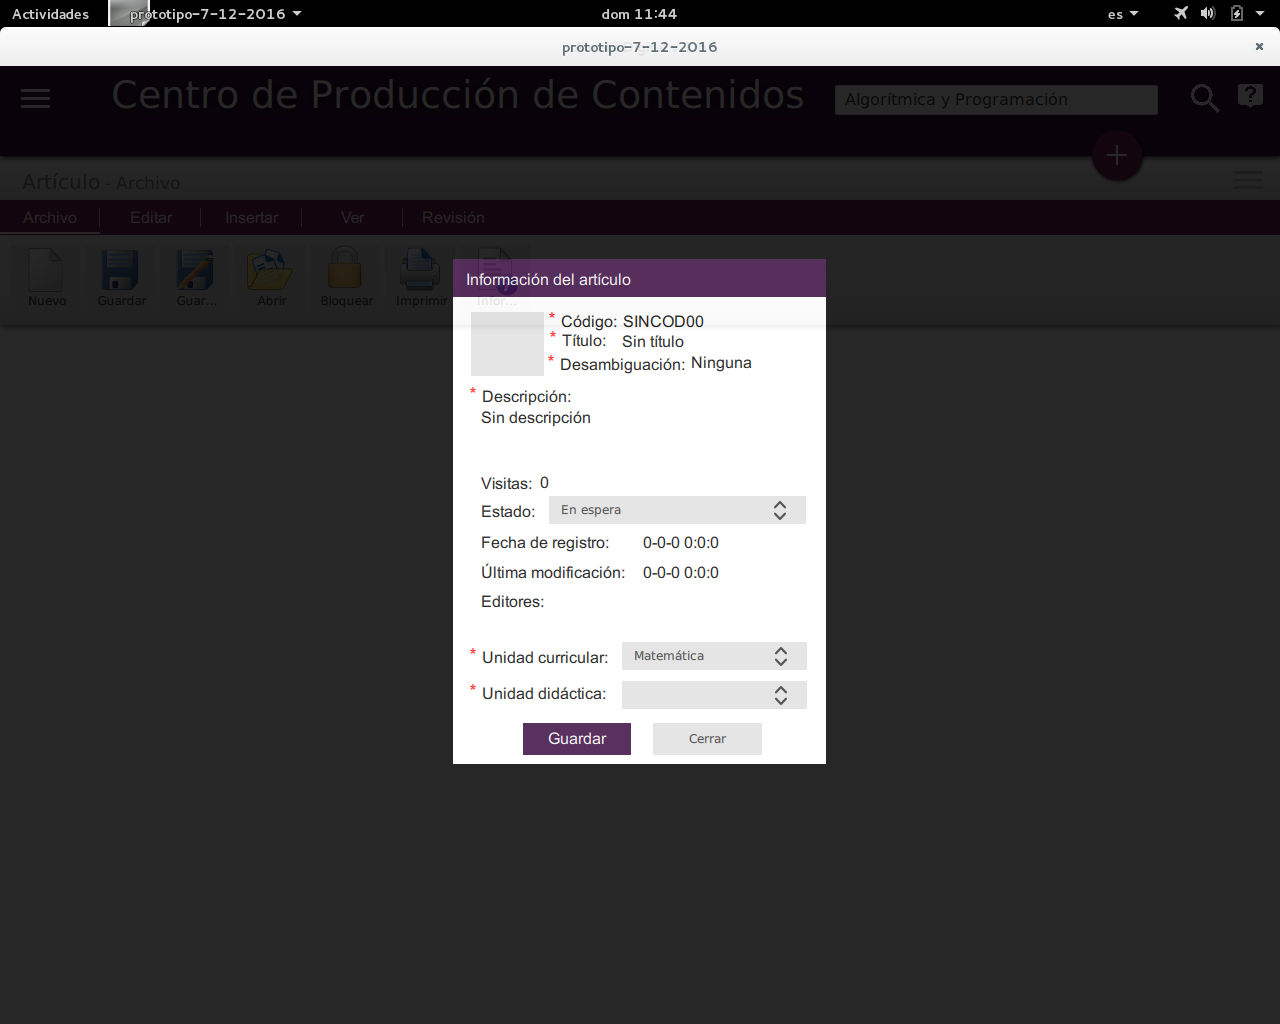 Actividades prototipo-7-12-2016 dom 11:44 es
prototipo-7-12-2016 ×
Centro de Producción de Contenidos Algorítmica y Programación ?
Artículo - Archivo
Archivo Editar Insertar Ver Revisión
Nuevo Guardar Guar... Abrir Bloquear Imprimir Infor...
Información del artículo
* Código: SINCOD00
* Título: Sin título
* Desambiguación: Ninguna
* Descripción:
Sin descripción
Visitas: 0
Estado: En espera
Fecha de registro: 0-0-0 0:0:0
Última modificación: 0-0-0 0:0:0
Editores:
* Unidad curricular: Matemática
* Unidad didáctica:
Guardar Cerrar